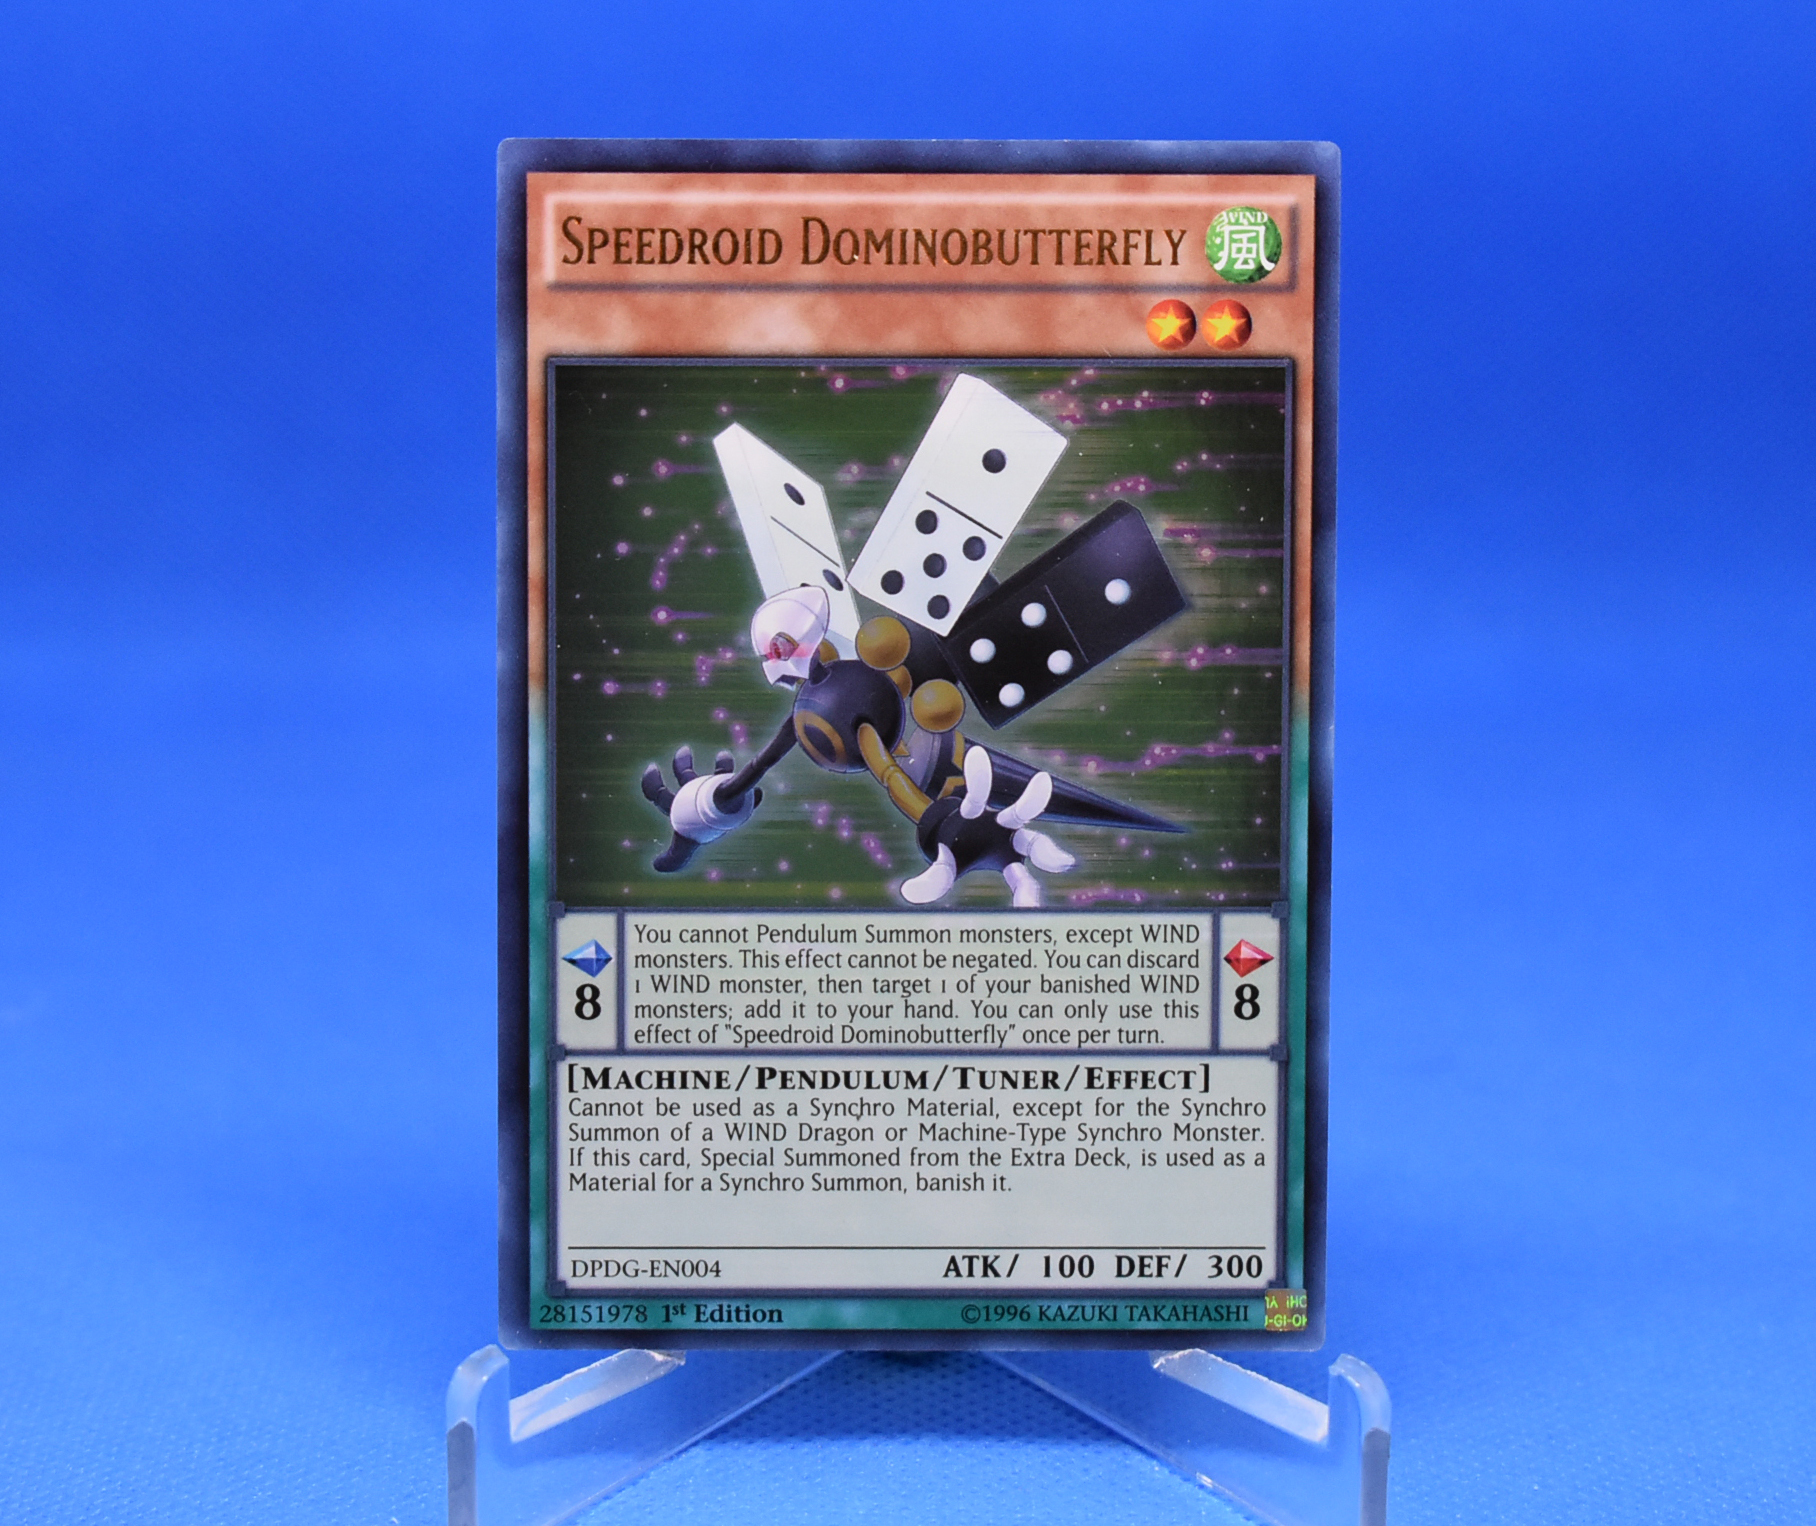 SPEEDROID DOMINOBUTTERFLY
WIND
風
You cannot Pendulum Summon monsters, except WIND
monsters. This effect cannot be negated. You can discard
1 WIND monster, then target 1 of your banished WIND
monsters; add it to your hand. You can only use this
effect of "Speedroid Dominobutterfly" once per turn.
8
8
[MACHINE/PENDULUM/TUNER/EFFECT]
Cannot be used as a Synchro Material, except for the Synchro
Summon of a WIND Dragon or Machine-Type Synchro Monster.
If this card, Special Summoned from the Extra Deck, is used as a
Material for a Synchro Summon, banish it.
DPDG-EN004
ATK/ 100 DEF/ 300
28151978 1st Edition
©1996 KAZUKI TAKAHASHI